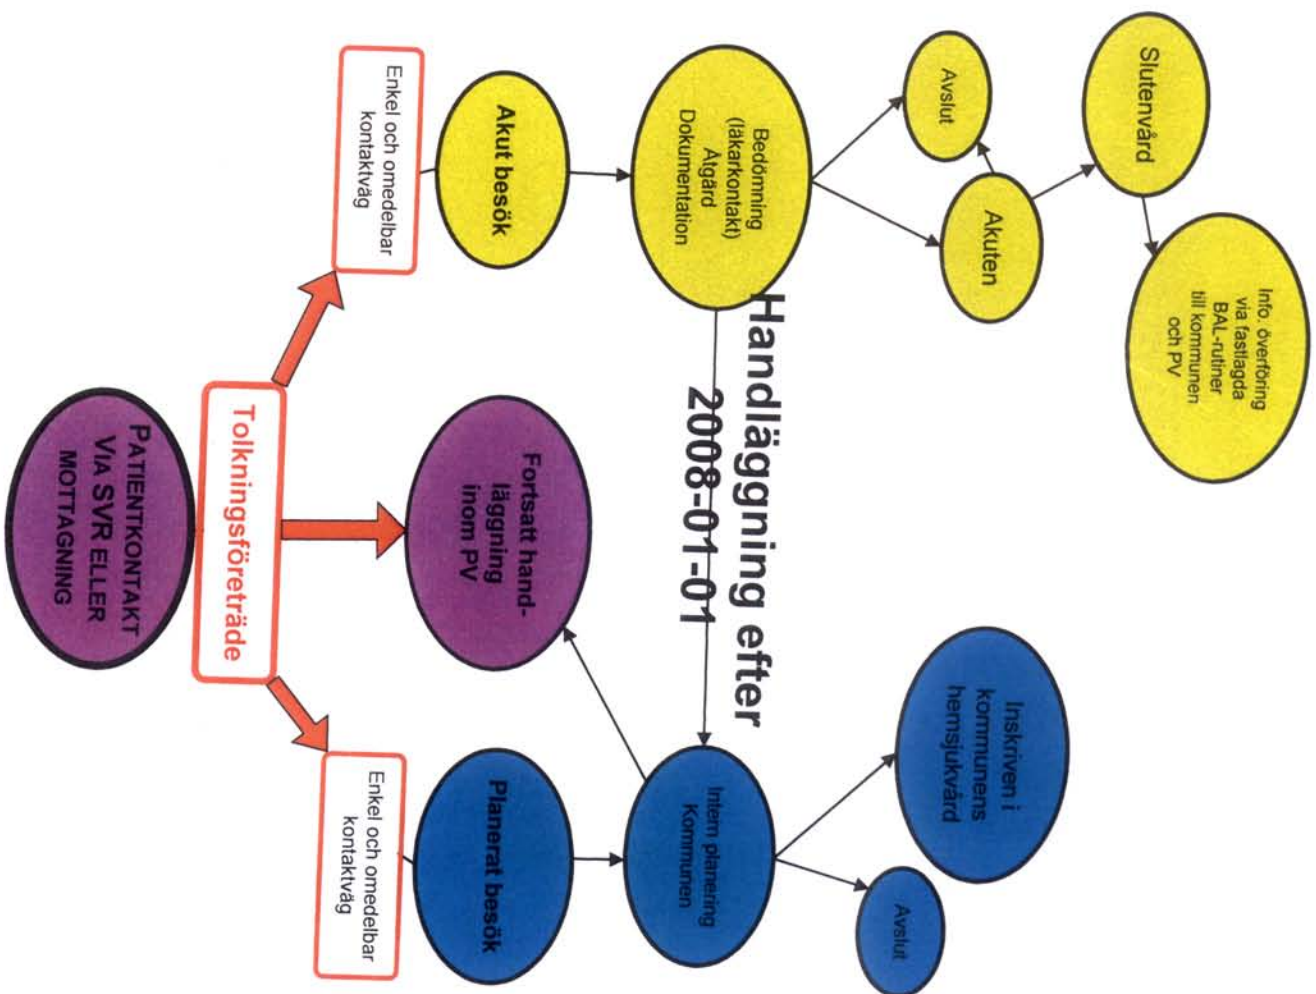 Handläggning efter
2008-01-01
PATIENTKONTAKT
VIA SVR ELLER
MOTTAGNING
Tolkningsföreträde
Enkel och omedelbar
kontaktväg
Akut besök
Bedömning
(läkarkontakt)
Åtgärd
Dokumentation
Avslut
Akuten
Slutenvård
Info. överföring
via fastlagda
BAL-rutiner
till kommunen
och PV
Fortsatt hand-
läggning
inom PV
Enkel och omedelbar
kontaktväg
Planerat besök
Intern planering
Kommunen
Inskriven i
kommunens
hemsjukvård
Avslut